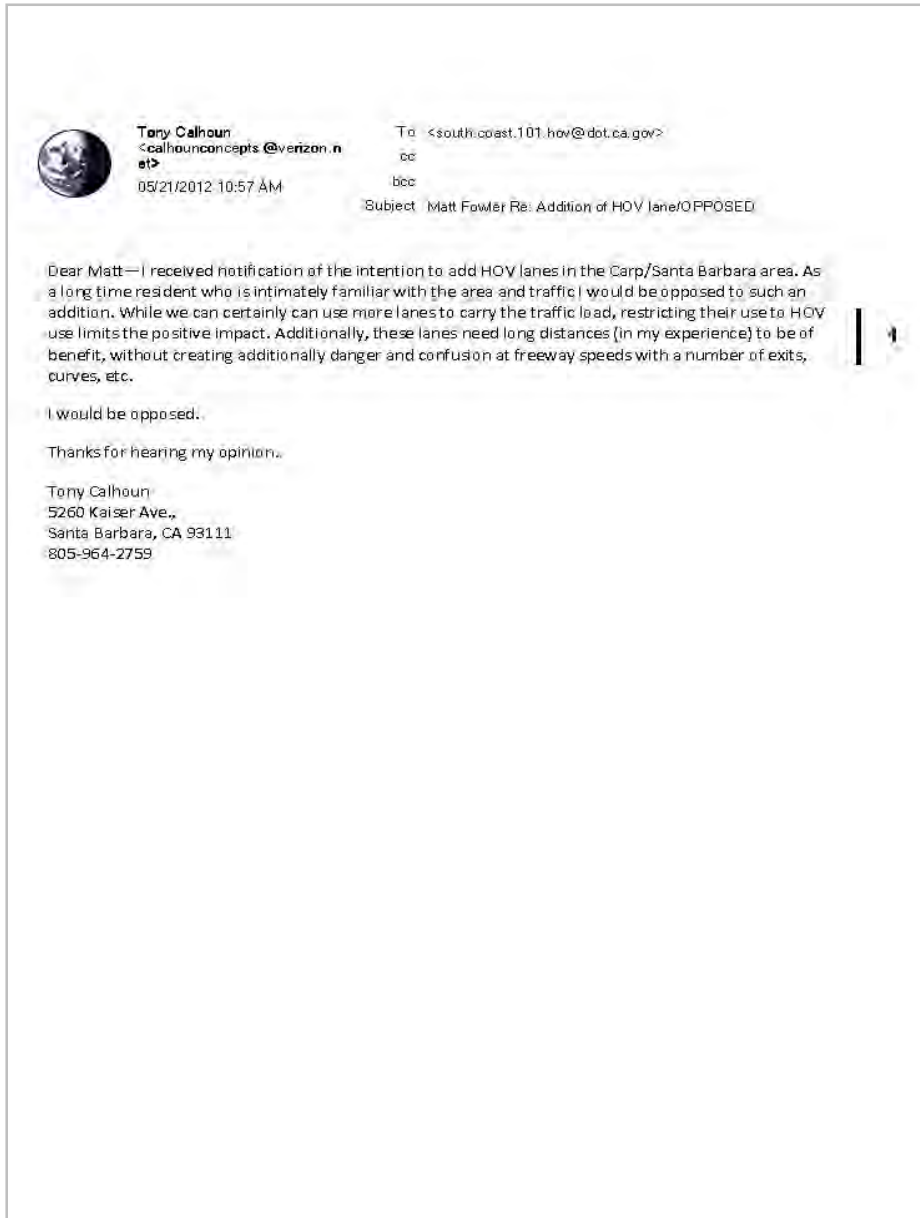 Tony Calhoun
<calhounconcepts@verizon.n
et>
05/21/2012 10:57 AM
To <south.coast.101.hov@dot.ca.gov>
cc
bcc
Subject Matt Fowler Re: Addition of HOV lane/OPPOSED
Dear Matt—I received notification of the intention to add HOV lanes in the Carp/Santa Barbara area. As
a long time resident who is intimately familiar with the area and traffic I would be opposed to such an
addition. While we can certainly can use more lanes to carry the traffic load, restricting their use to HOV
use limits the positive impact. Additionally, these lanes need long distances (in my experience) to be of
benefit, without creating additionally danger and confusion at freeway speeds with a number of exits,
curves, etc.
I would be opposed.
Thanks for hearing my opinion..
Tony Calhoun
5260 Kaiser Ave.,
Santa Barbara, CA 93111
805-964-2759